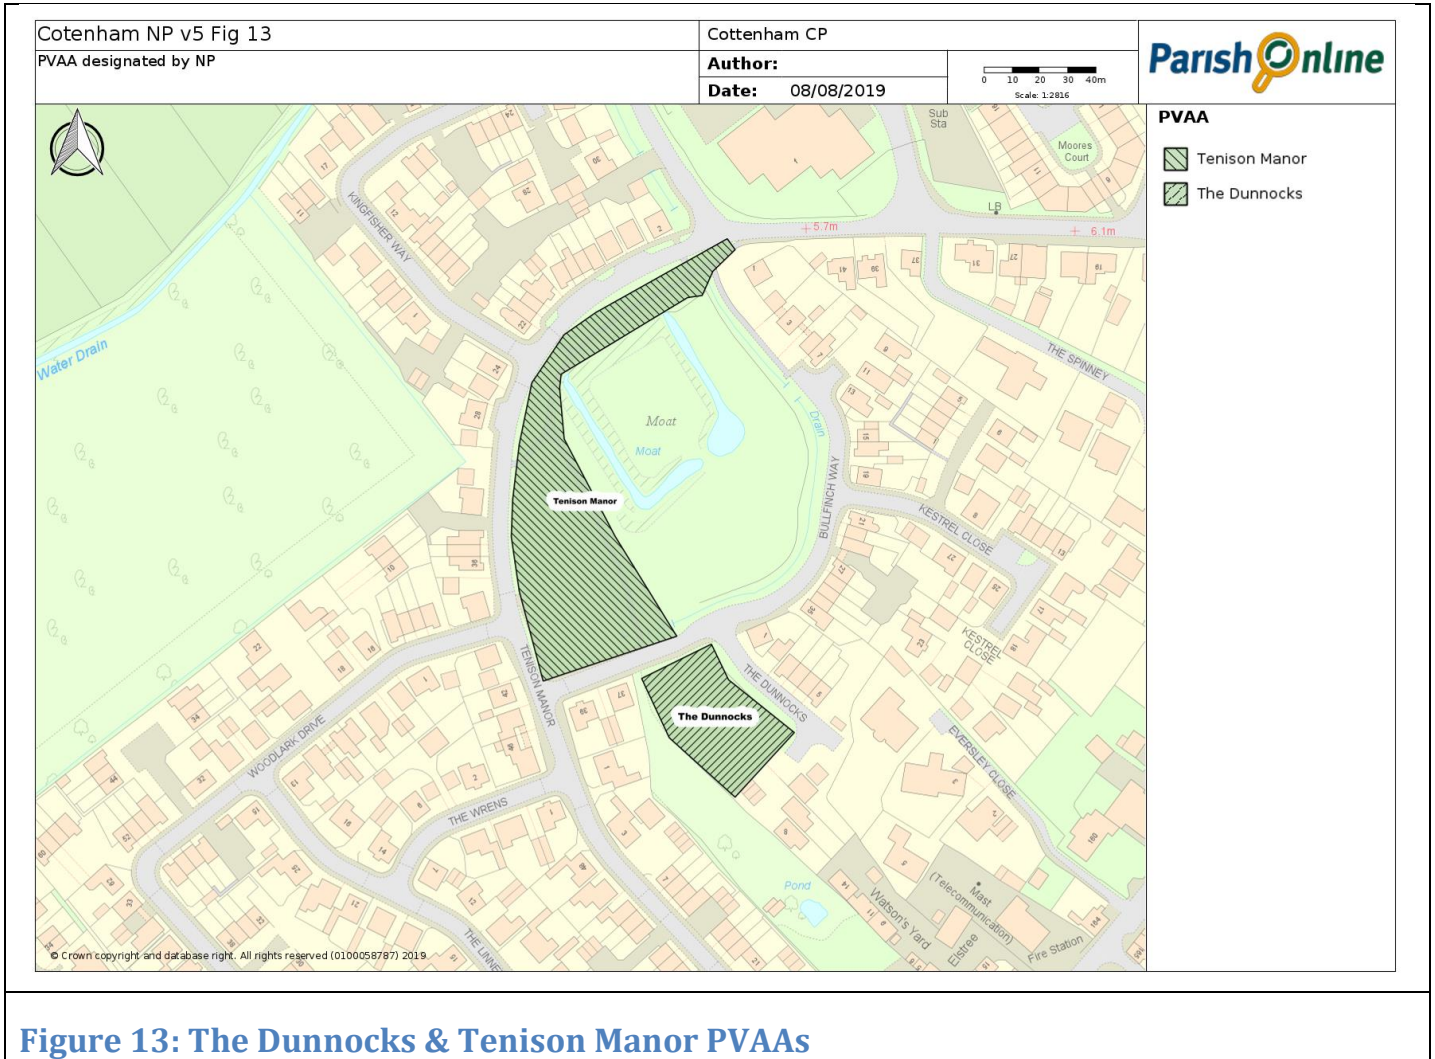 Cotenham NP v5 Fig 13
PVAA designated by NP
Cottenham CP
Author:
Date: 08/08/2019
0 10 20 30 40m
Scale: 1:2816
Parish Online
PVAA
Tenison Manor
The Dunnocks
Sub
Sta
Moores
Court
LB
5.7m
6.1m
KINGFISHER WAY
Water Drain
THE SPINNEY
Moat
Moat
Drain
BULLFINCH WAY
Tenison Manor
KESTREL CLOSE
KESTREL
CLOSE
TENISON MANOR
THE DUNNOCKS
The Dunnocks
WOODLARK DRIVE
EVERSLEY CLOSE
THE WRENS
Pond
Mast
(Telecommunication)
Watson's Yard
Elstree
Fire Station
THE LINNE
© Crown copyright and database right. All rights reserved (0100058787) 2019
Figure 13: The Dunnocks & Tenison Manor PVAAs